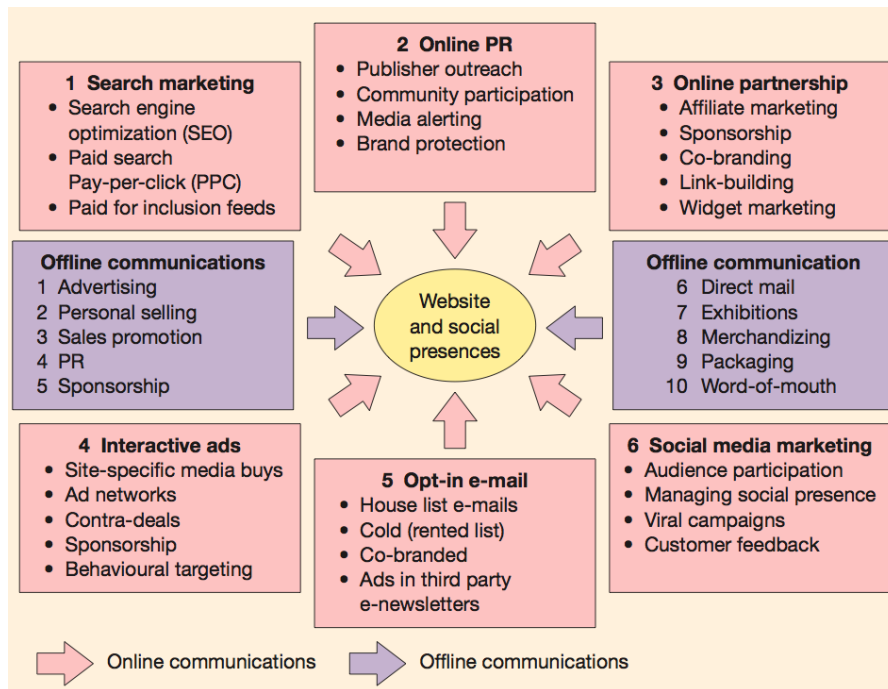 1 Search marketing
• Search engine
optimization (SEO)
• Paid search
Pay-per-click (PPC)
• Paid for inclusion feeds
2 Online PR
• Publisher outreach
• Community participation
• Media alerting
• Brand protection
3 Online partnership
• Affiliate marketing
• Sponsorship
• Co-branding
• Link-building
• Widget marketing
Offline communications
1 Advertising
2 Personal selling
3 Sales promotion
4 PR
5 Sponsorship
Website
and social
presences
Offline communication
6 Direct mail
7 Exhibitions
8 Merchandizing
9 Packaging
10 Word-of-mouth
4 Interactive ads
• Site-specific media buys
• Ad networks
• Contra-deals
• Sponsorship
• Behavioural targeting
5 Opt-in e-mail
• House list e-mails
• Cold (rented list)
• Co-branded
• Ads in third party
e-newsletters
6 Social media marketing
• Audience participation
• Managing social presence
• Viral campaigns
• Customer feedback
Online communications
Offline communications